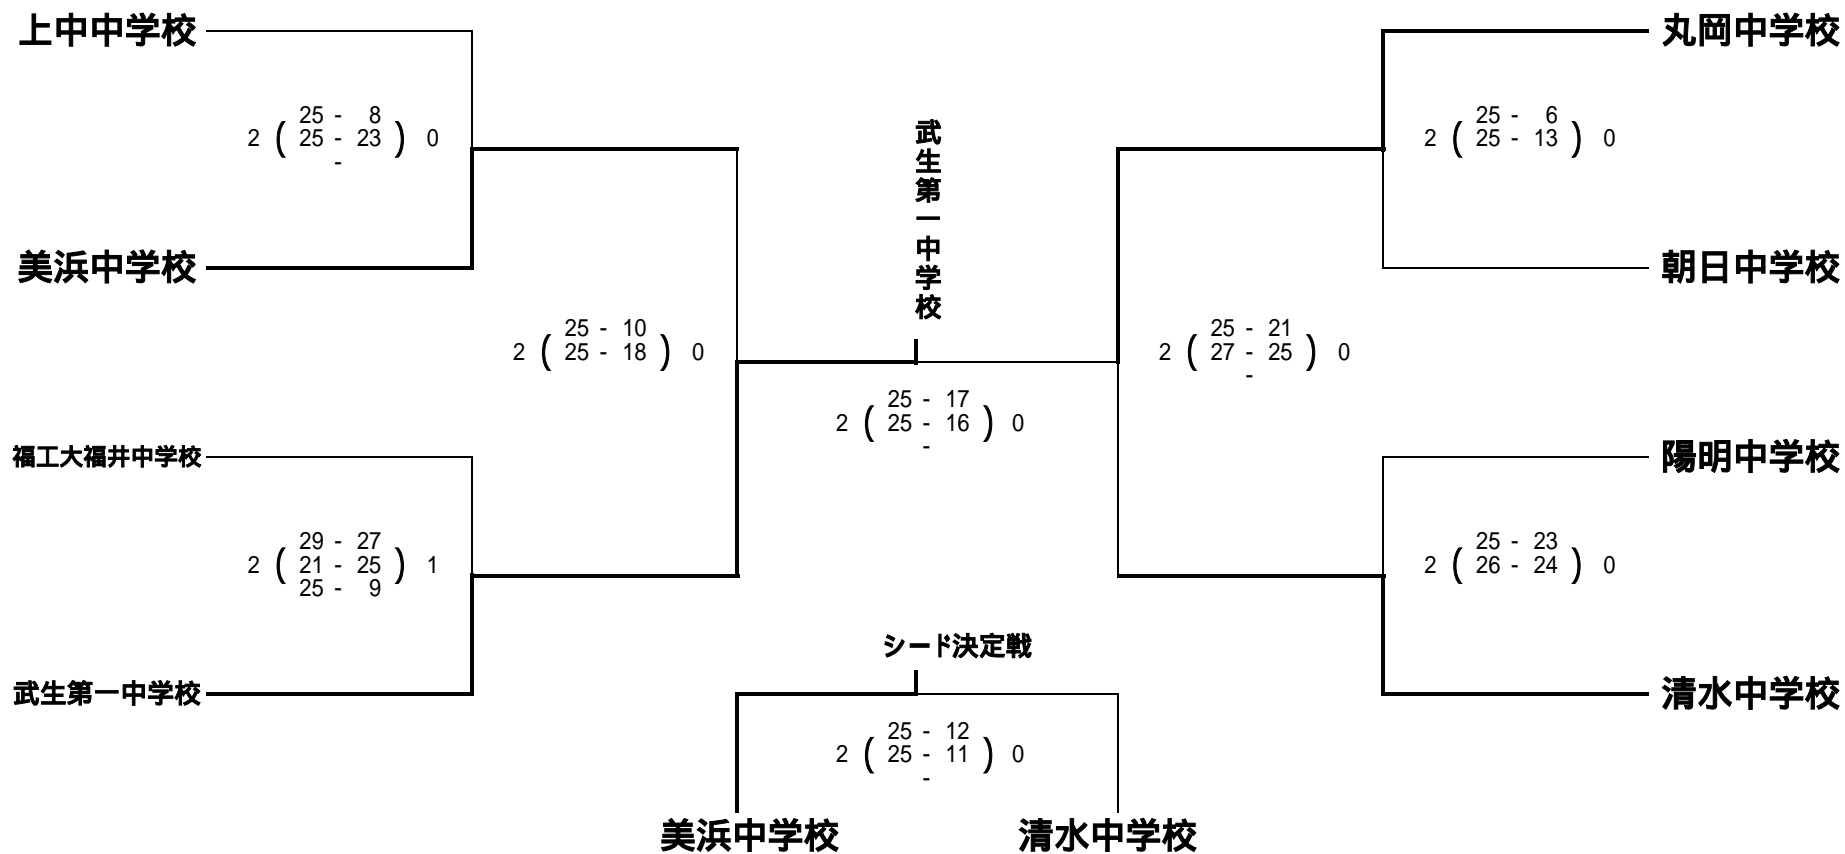 上中中学校
丸岡中学校
2 ( 25 - 8
25 - 23
- ) 0
武生第一中学校
2 ( 25 - 6
25 - 13 ) 0
美浜中学校
朝日中学校
2 ( 25 - 10
25 - 18 ) 0
2 ( 25 - 21
27 - 25
- ) 0
2 ( 25 - 17
25 - 16
- ) 0
福工大福井中学校
陽明中学校
2 ( 29 - 27
21 - 25
25 - 9 ) 1
2 ( 25 - 23
26 - 24 ) 0
シード決定戦
武生第一中学校
清水中学校
2 ( 25 - 12
25 - 11
- ) 0
美浜中学校
清水中学校